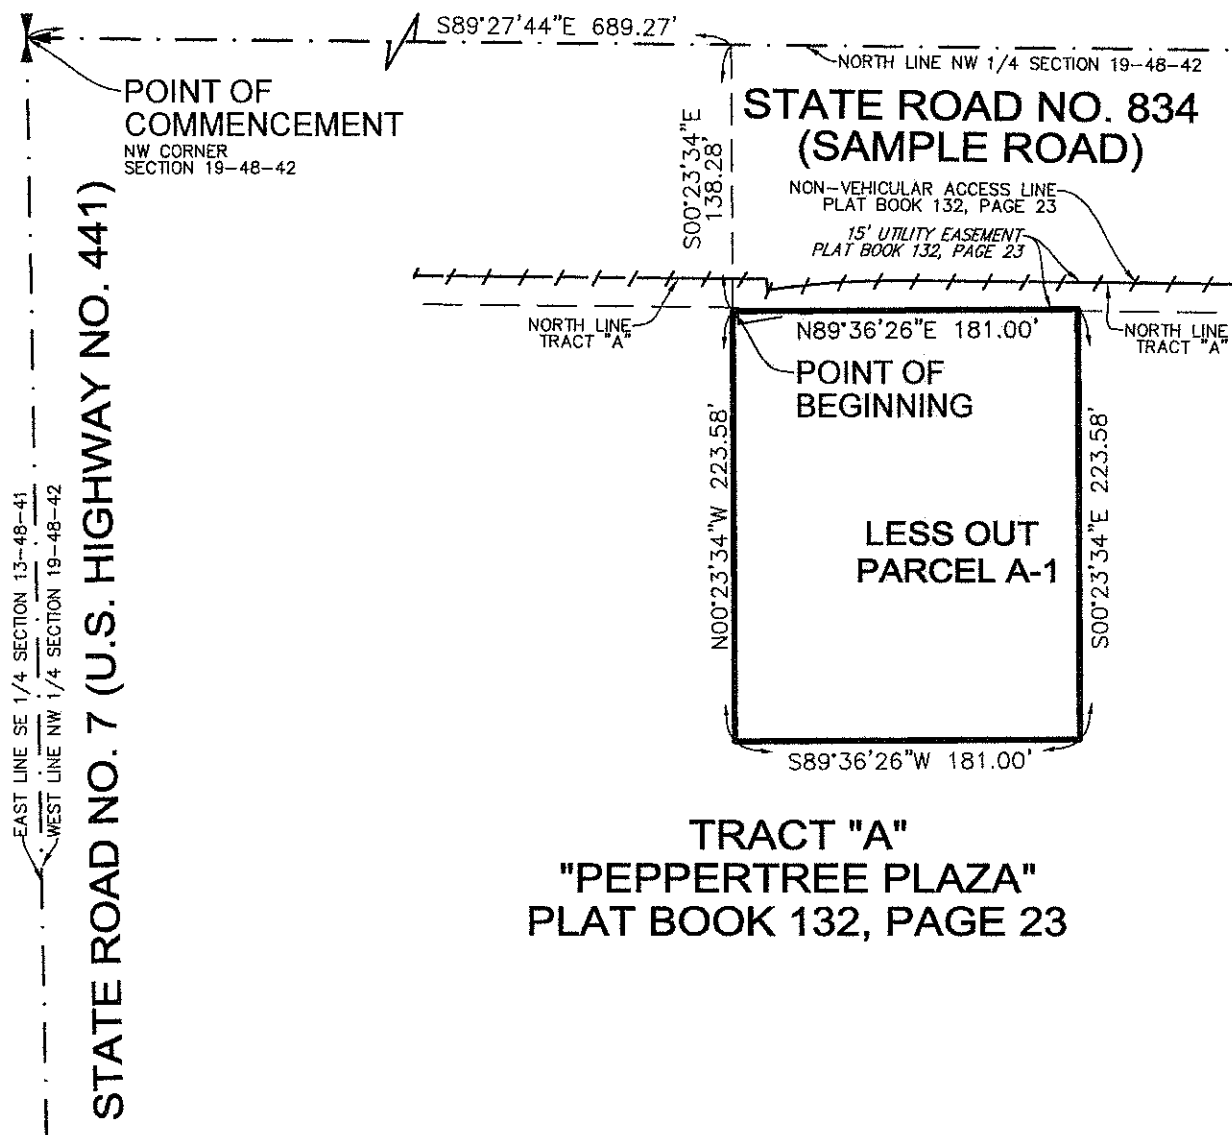 S89°27'44"E 689.27'
NORTH LINE NW 1/4 SECTION 19-48-42
POINT OF
COMMENCEMENT
NW CORNER
SECTION 19-48-42
STATE ROAD NO. 834
(SAMPLE ROAD)
S00°23'34"E
138.28'
NON-VEHICULAR ACCESS LINE
PLAT BOOK 132, PAGE 23
15' UTILITY EASEMENT
PLAT BOOK 132, PAGE 23
NORTH LINE
TRACT "A"
N89°36'26"E 181.00'
NORTH LINE
TRACT "A"
POINT OF
BEGINNING
N00°23'34"W 223.58'
S00°23'34"E 223.58'
LESS OUT
PARCEL A-1
S89°36'26"W 181.00'
EAST LINE SE 1/4 SECTION 13-48-41
WEST LINE NW 1/4 SECTION 19-48-42
STATE ROAD NO. 7 (U.S. HIGHWAY NO. 441)
TRACT "A"
"PEPPERTREE PLAZA"
PLAT BOOK 132, PAGE 23